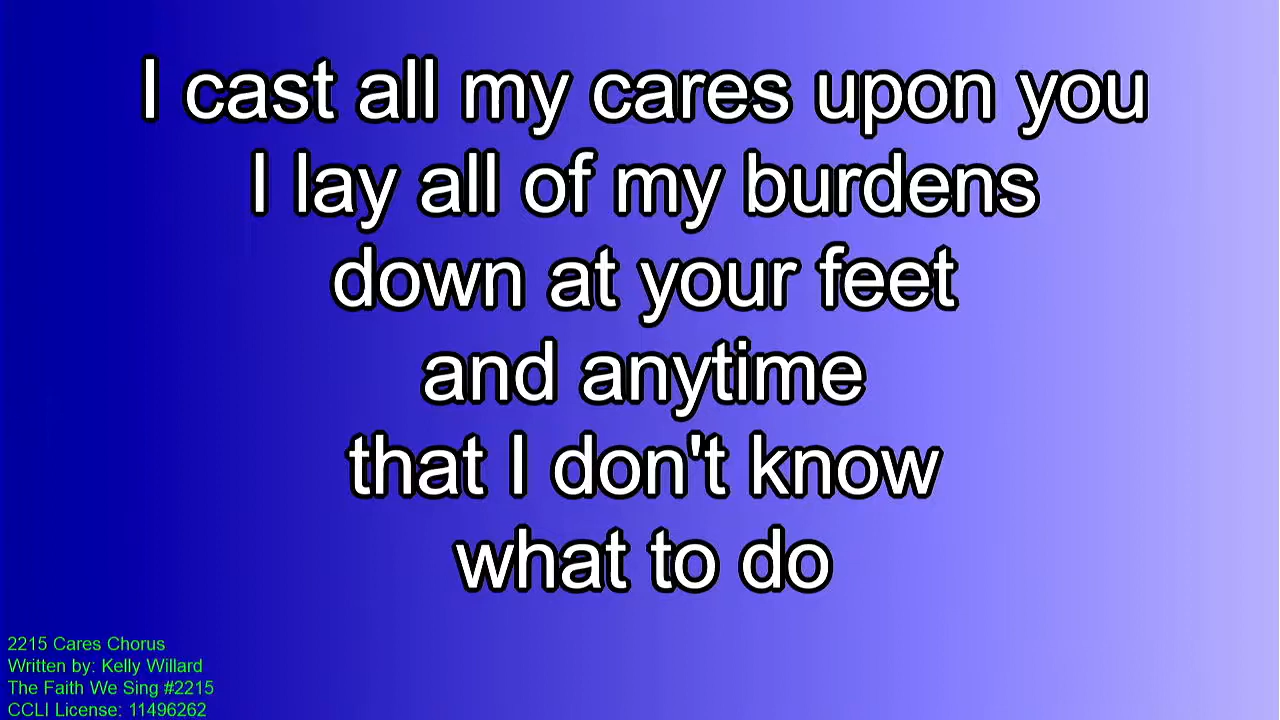 I cast all my cares upon you
I lay all of my burdens
down at your feet
and anytime
that I don't know
what to do
2215 Cares Chorus
Written by: Kelly Willard
The Faith We Sing #2215
CCLI License: 11496262